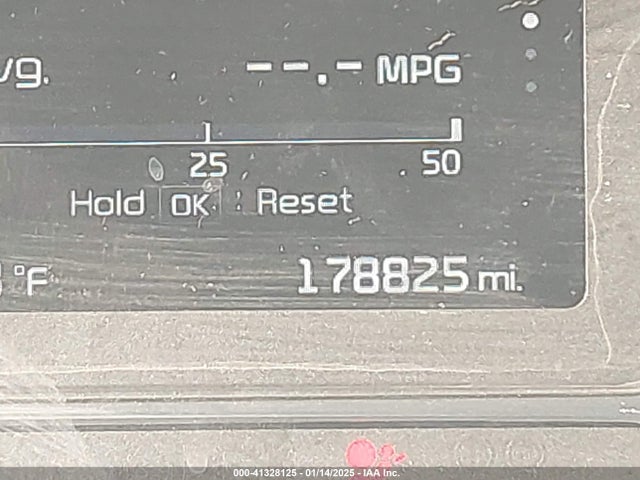 --.- MPG
25 50
Hold OK : Reset
°F 178825 mi.
000-41328125 - 01/14/2025 - IAA Inc.